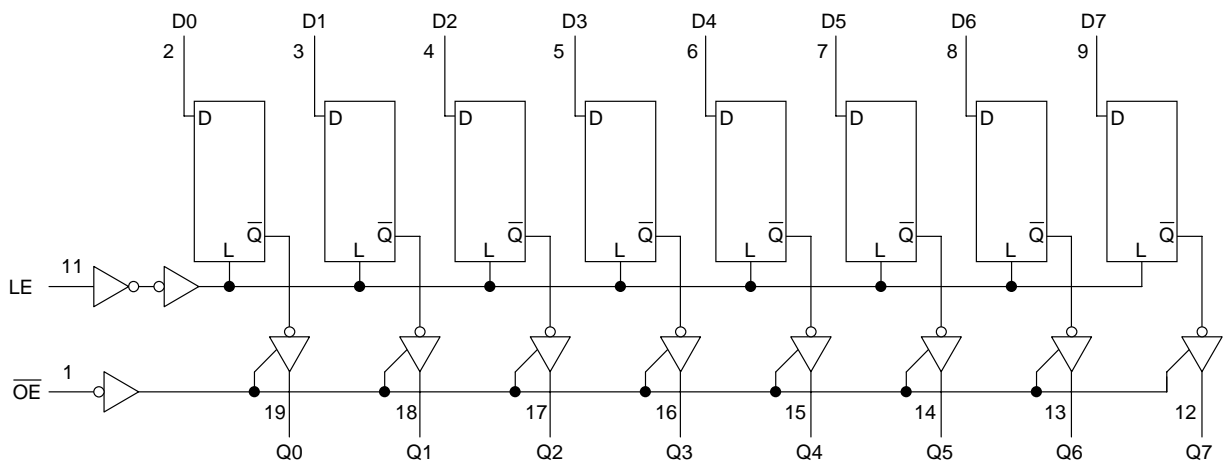 D0 D1 D2 D3 D4 D5 D6 D7
2 3 4 5 6 7 8 9
D D D D D D D D
Q̅ Q̅ Q̅ Q̅ Q̅ Q̅ Q̅ Q̅
L L L L L L L L
11
LE
1
O̅E̅
19 18 17 16 15 14 13 12
Q0 Q1 Q2 Q3 Q4 Q5 Q6 Q7